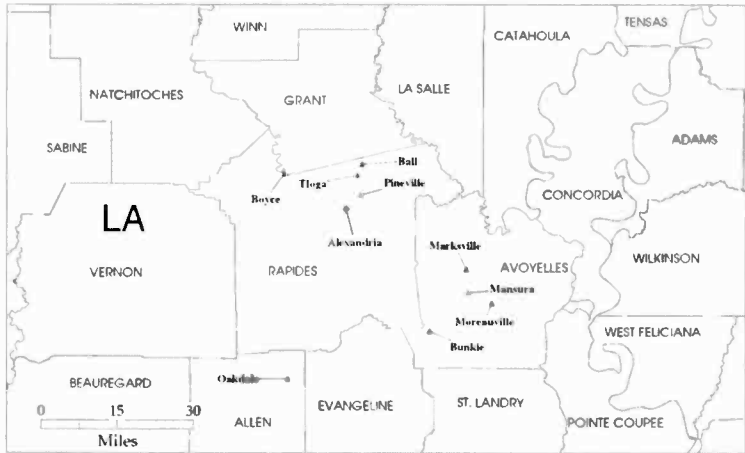 WINN
TENSAS
CATAHOULA
LA SALLE
NATCHITOCHES
GRANT
ADAMS
SABINE
Ball
Tioga
Pineville
Boyce
CONCORDIA
LA
Alexandria
Marksville
AVOYELLES
WILKINSON
VERNON
RAPIDES
Mansura
Moreauville
WEST FELICIANA
Bunkie
BEAUREGARD
Oakdale
0 15 30
Miles
ALLEN
EVANGELINE
ST. LANDRY
POINTE COUPEE